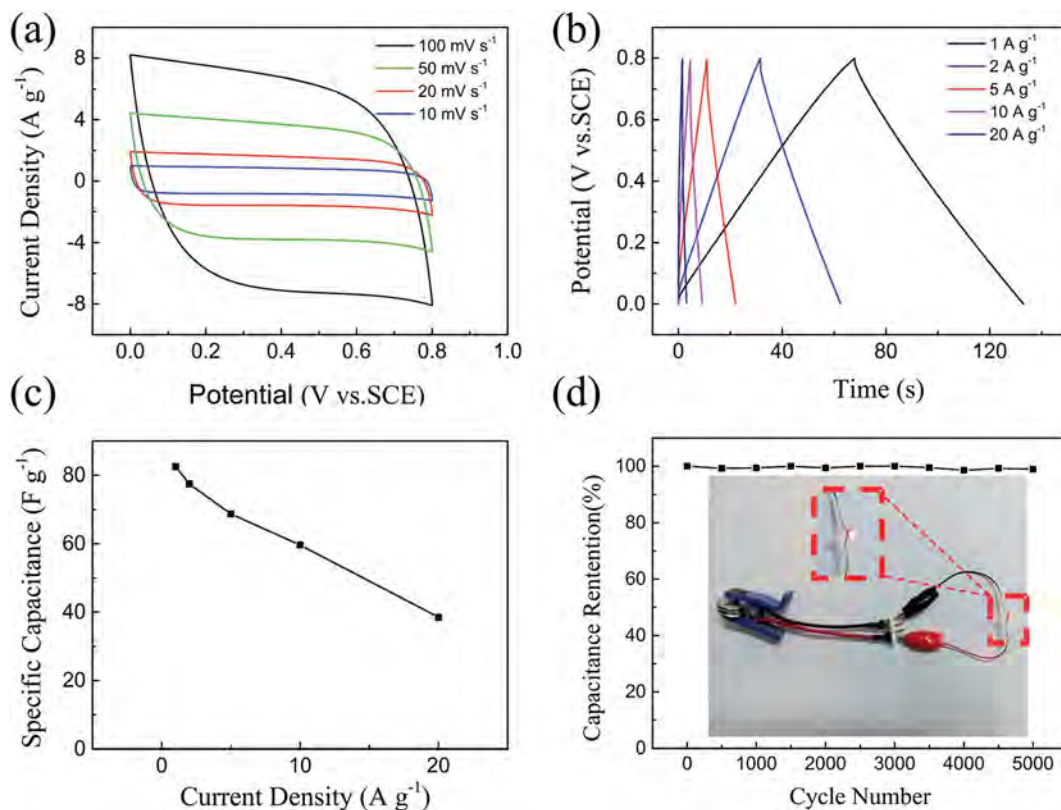 (a)
8
4
0
-4
-8
Current Density (A g⁻¹)
100 mV s⁻¹
50 mV s⁻¹
20 mV s⁻¹
10 mV s⁻¹
0.0 0.2 0.4 0.6 0.8 1.0
Potential (V vs.SCE)
(b)
0.8
0.6
0.4
0.2
0.0
Potential (V vs.SCE)
1 A g⁻¹
2 A g⁻¹
5 A g⁻¹
10 A g⁻¹
20 A g⁻¹
0 40 80 120
Time (s)
(c)
80
60
40
20
0
Specific Capacitance (F g⁻¹)
0 10 20
Current Density (A g⁻¹)
(d)
100
80
60
40
20
0
Capacitance Rentention(%)
0 1000 2000 3000 4000 5000
Cycle Number